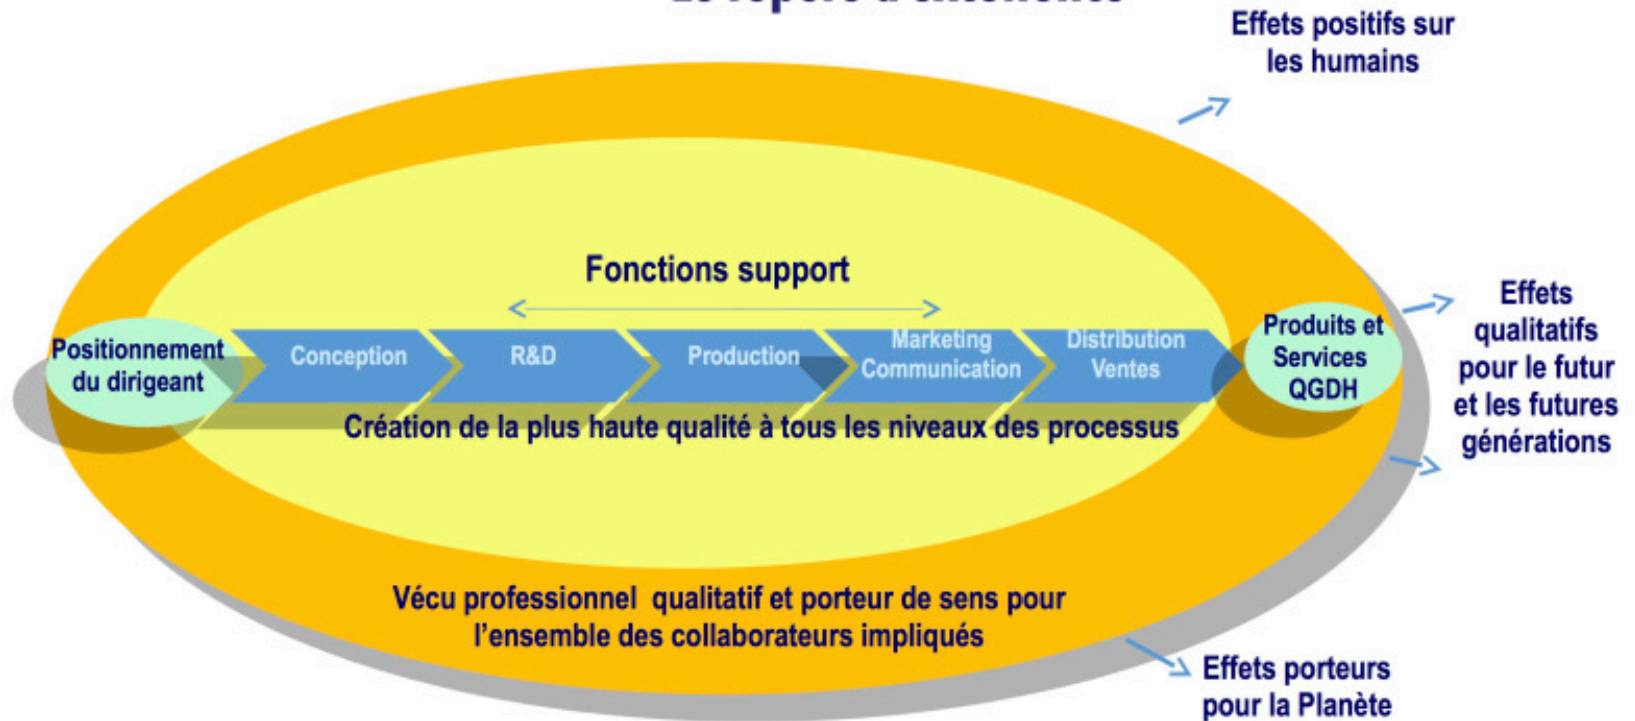 Effets positifs sur
les humains
Fonctions support
Positionnement
du dirigeant
Conception
R&D
Production
Marketing
Communication
Distribution
Ventes
Produits et
Services
QGDH
Effets
qualitatifs
pour le futur
et les futures
générations
Création de la plus haute qualité à tous les niveaux des processus
Vécu professionnel qualitatif et porteur de sens pour
l'ensemble des collaborateurs impliqués
Effets porteurs
pour la Planète